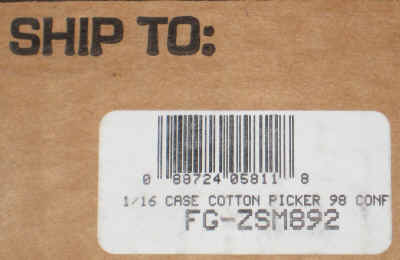 SHIP TO:
0 88724 05811 8
1/16 CASE COTTON PICKER 98 CONF
FG-ZSM892